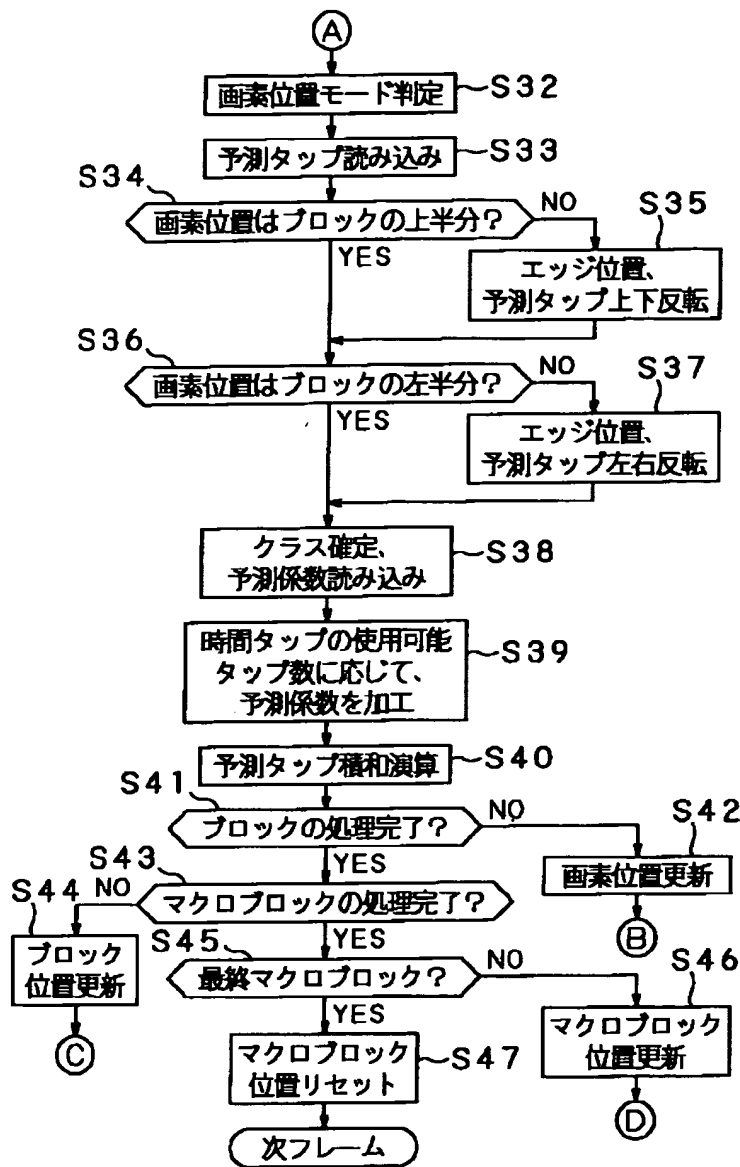 A
画素位置モード判定
S32
予測タップ読み込み
S33
S34
画素位置はブロックの上半分?
NO
S35
YES
エッジ位置、
予測タップ上下反転
S36
画素位置はブロックの左半分?
NO
S37
YES
エッジ位置、
予測タップ左右反転
クラス確定、
予測係数読み込み
S38
時間タップの使用可能
タップ数に応じて、
予測係数を加工
S39
予測タップ積和演算
S40
S41
ブロックの処理完了?
NO
S42
YES
画素位置更新
B
S43
マクロブロックの処理完了?
NO
S44
YES
ブロック
位置更新
C
S45
最終マクロブロック?
NO
S46
YES
マクロブロック
位置更新
D
マクロブロック
位置リセット
S47
次フレーム